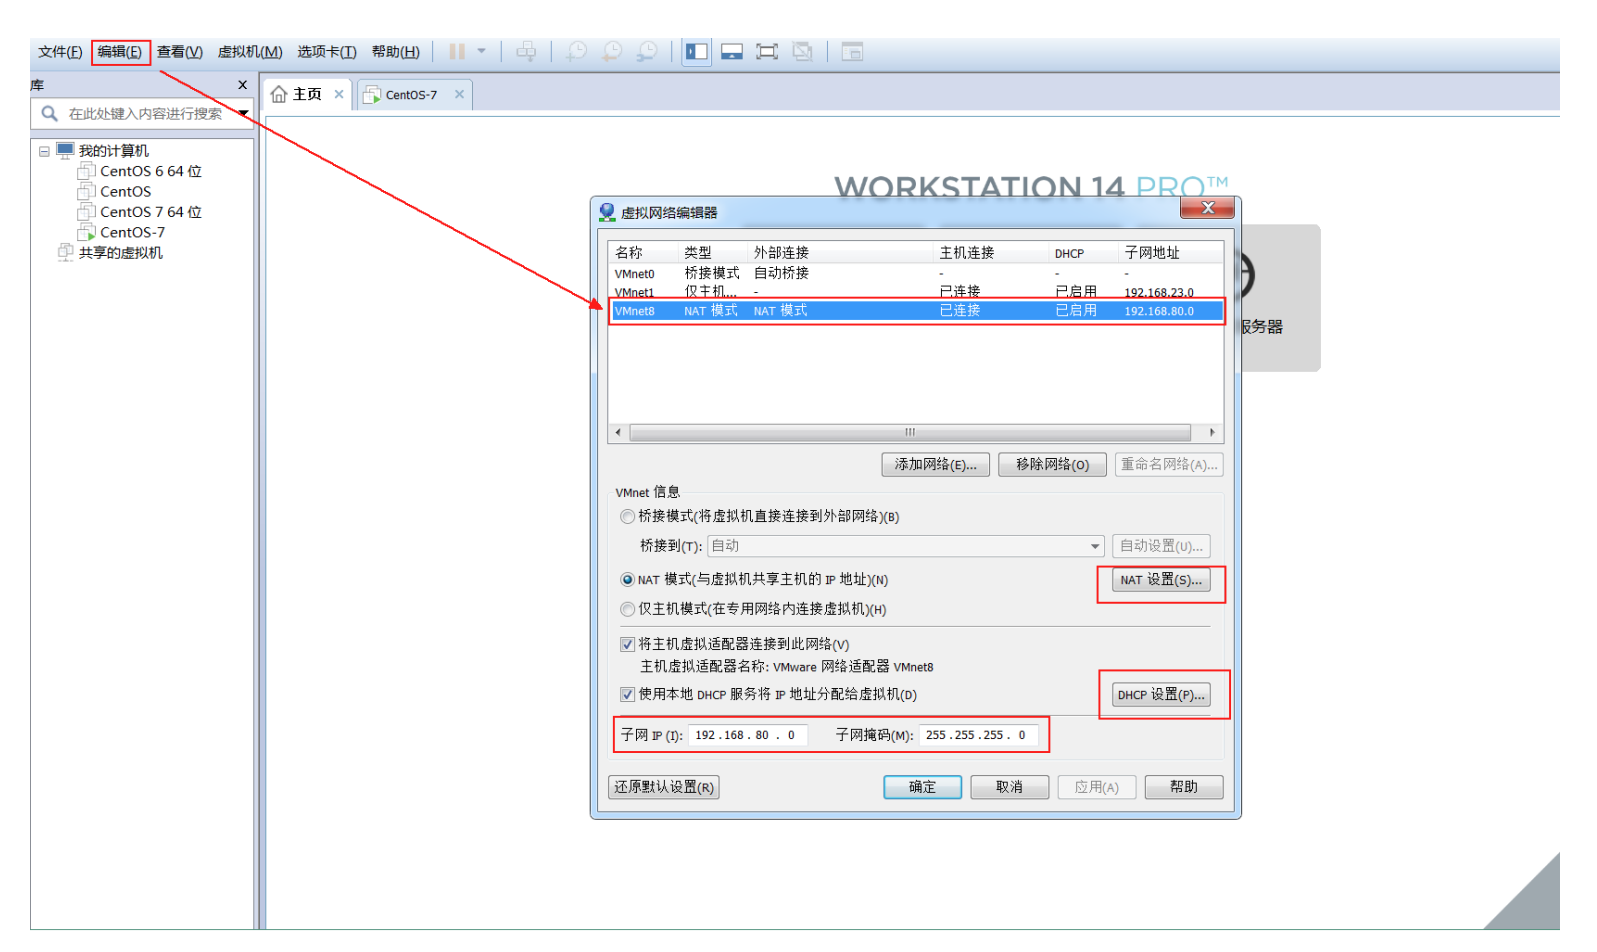 文件(F) 编辑(E) 查看(V) 虚拟机(M) 选项卡(T) 帮助(H)
库 x
主页 × CentOS-7 ×
在此处键入内容进行搜索
我的计算机
CentOS 6 64 位
CentOS
CentOS 7 64 位
CentOS-7
共享的虚拟机
WORKSTATION 14 PRO™
虚拟网络编辑器
名称 类型 外部连接 主机连接 DHCP 子网地址
VMnet0 桥接模式 自动桥接 - - -
VMnet1 仅主机... - 已连接 已启用 192.168.23.0
VMnet8 NAT 模式 NAT 模式 已连接 已启用 192.168.80.0
服务器
添加网络(E)... 移除网络(O) 重命名网络(A)...
VMnet 信息
桥接模式(将虚拟机直接连接到外部网络)(B)
桥接到(T): 自动 自动设置(U)...
NAT 模式(与虚拟机共享主机的 IP 地址)(N) NAT 设置(S)...
仅主机模式(在专用网络内连接虚拟机)(H)
将主机虚拟适配器连接到此网络(V)
主机虚拟适配器名称: VMware 网络适配器 VMnet8
使用本地 DHCP 服务将 IP 地址分配给虚拟机(D) DHCP 设置(P)...
子网 IP (I): 192 . 168 . 80 . 0 子网掩码(M): 255 . 255 . 255 . 0
还原默认设置(R) 确定 取消 应用(A) 帮助